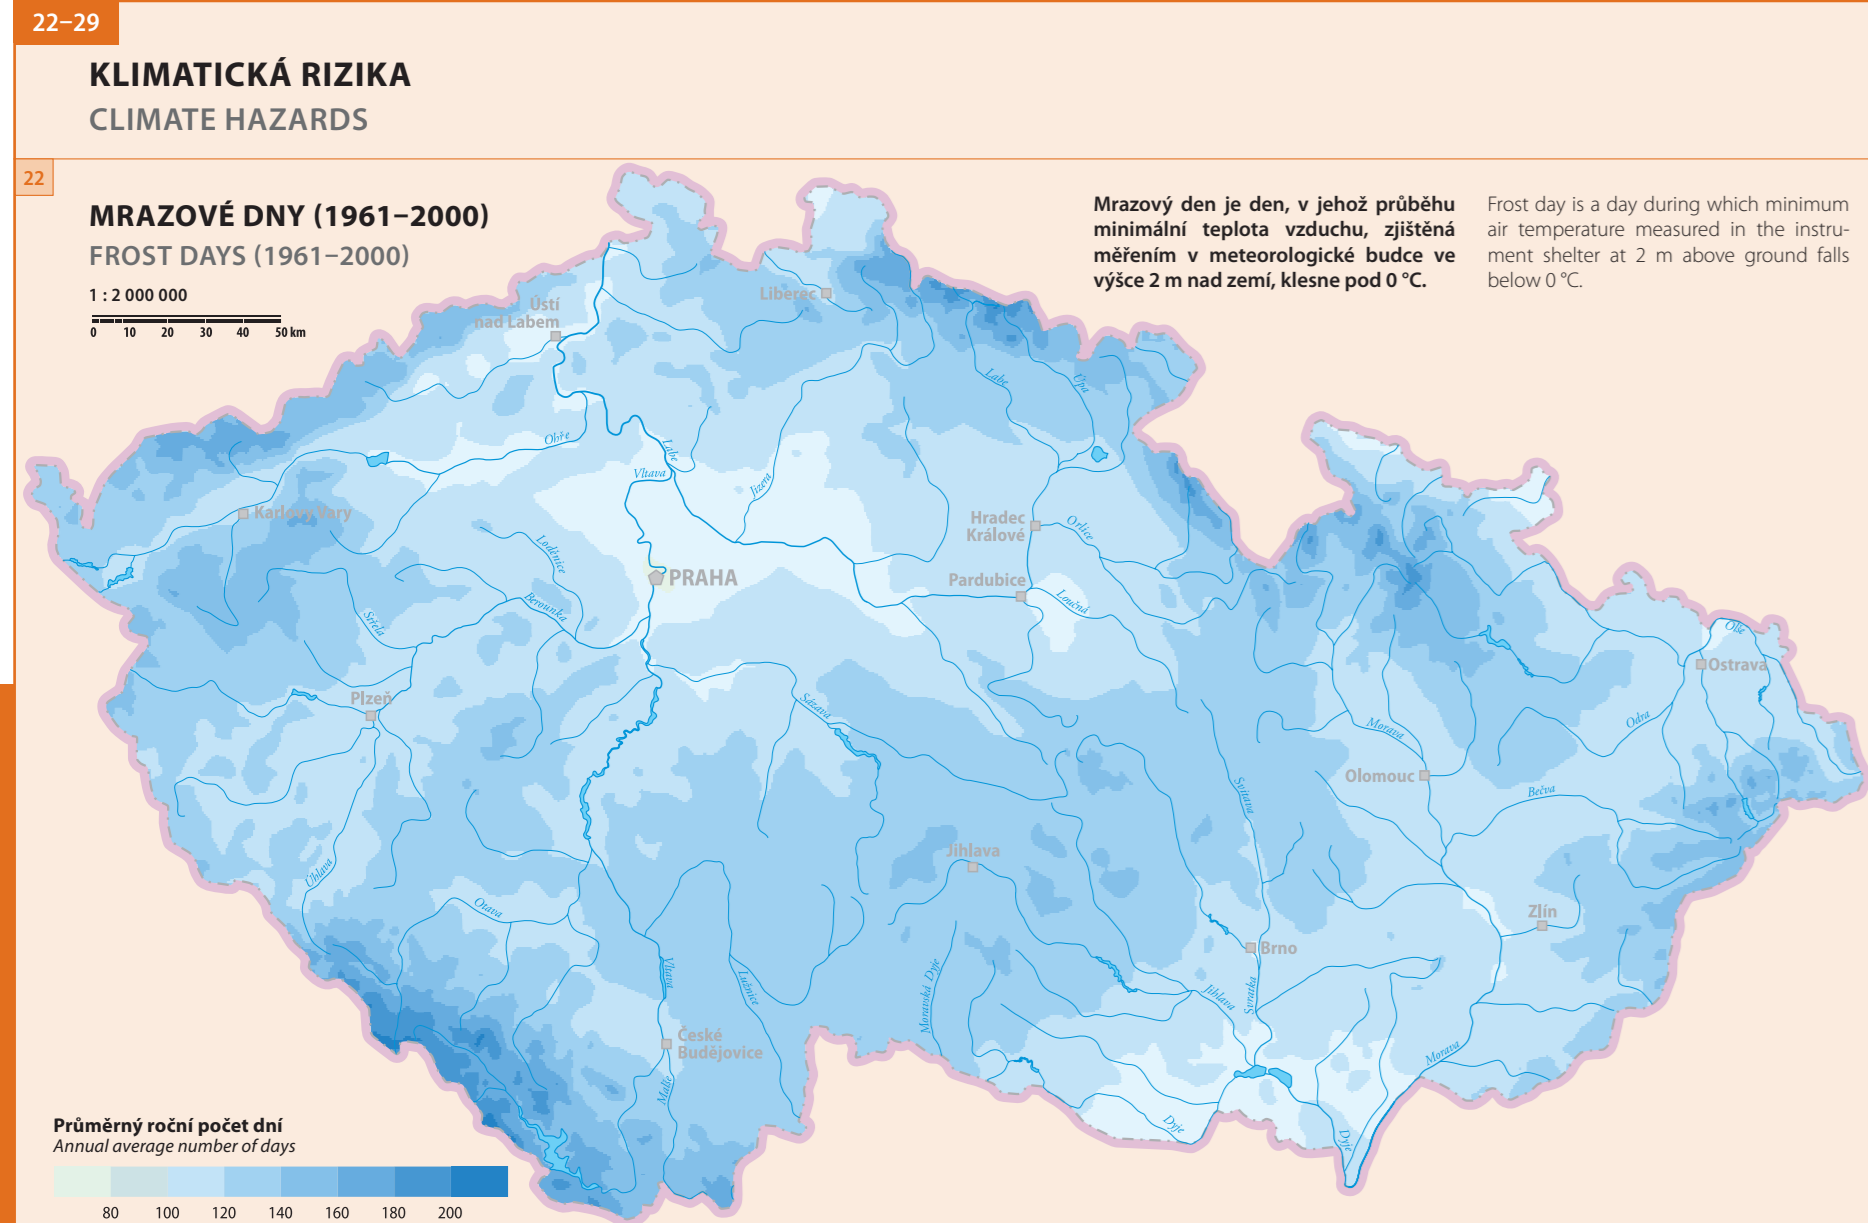 22–29
KLIMATICKÁ RIZIKA
CLIMATE HAZARDS
22
MRAZOVÉ DNY (1961–2000)
FROST DAYS (1961–2000)
1 : 2 000 000
0 10 20 30 40 50 km
Mrazový den je den, v jehož průběhu
minimální teplota vzduchu, zjištěná
měřením v meteorologické budce ve
výšce 2 m nad zemí, klesne pod 0 °C.
Frost day is a day during which minimum
air temperature measured in the instru-
ment shelter at 2 m above ground falls
below 0 °C.
Ústí
nad Labem
Liberec
Labe
Úpa
Ohře
Labe
Vltava
Jizera
Karlovy Vary
Hradec
Králové
Orlice
Loděnice
PRAHA
Pardubice
Loučná
Berounka
Střela
Olše
Ostrava
Plzeň
Sázava
Morava
Odra
Olomouc
Svitava
Bečva
Jihlava
Úhlava
Otava
Zlín
Brno
Vltava
Lužnice
Moravská Dyje
Jihlava
Svratka
České
Budějovice
Morava
Malše
Dyje
Dyje
Průměrný roční počet dní
Annual average number of days
80 100 120 140 160 180 200